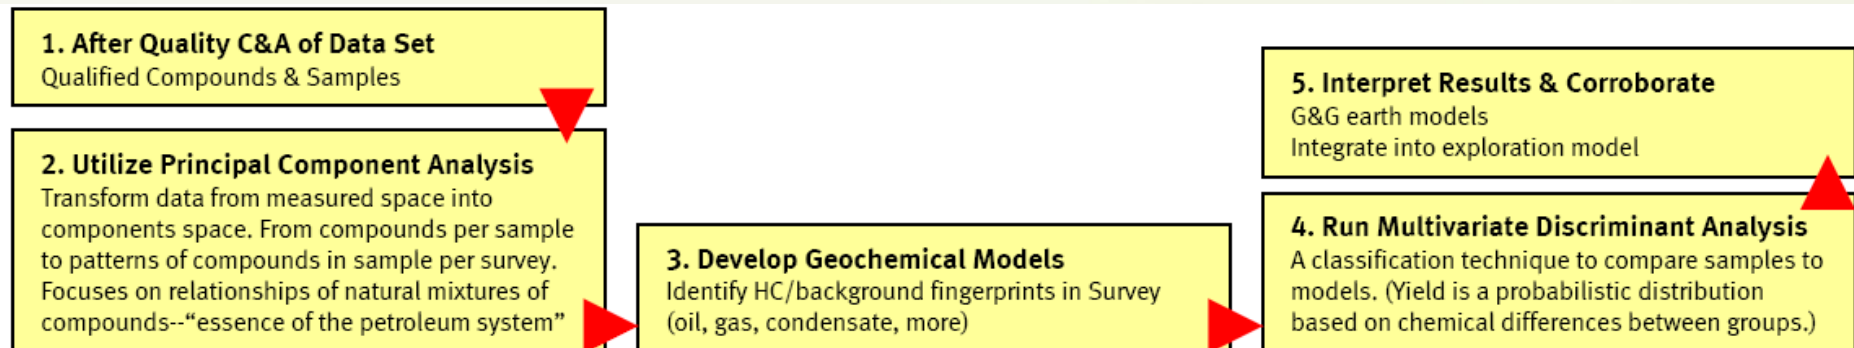 1. After Quality C&A of Data Set
Qualified Compounds & Samples
2. Utilize Principal Component Analysis
Transform data from measured space into
components space. From compounds per sample
to patterns of compounds in sample per survey.
Focuses on relationships of natural mixtures of
compounds--“essence of the petroleum system”
3. Develop Geochemical Models
Identify HC/background fingerprints in Survey
(oil, gas, condensate, more)
4. Run Multivariate Discriminant Analysis
A classification technique to compare samples to
models. (Yield is a probabilistic distribution
based on chemical differences between groups.)
5. Interpret Results & Corroborate
G&G earth models
Integrate into exploration model